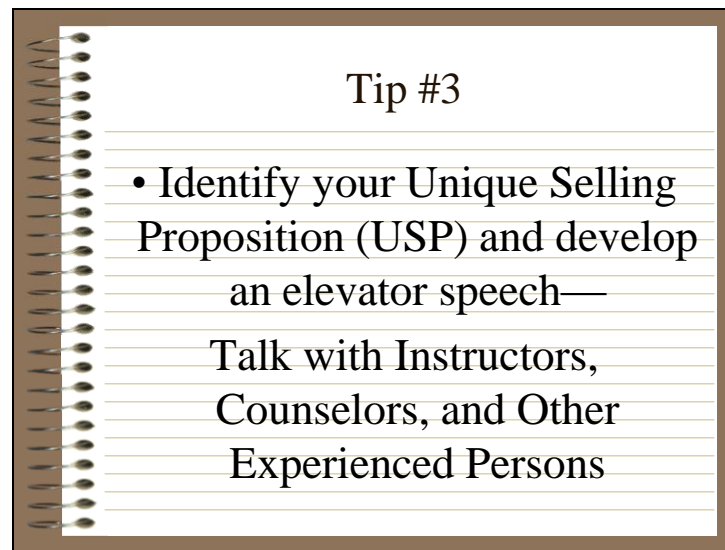 Tip #3
• Identify your Unique Selling
Proposition (USP) and develop
an elevator speech—
Talk with Instructors,
Counselors, and Other
Experienced Persons